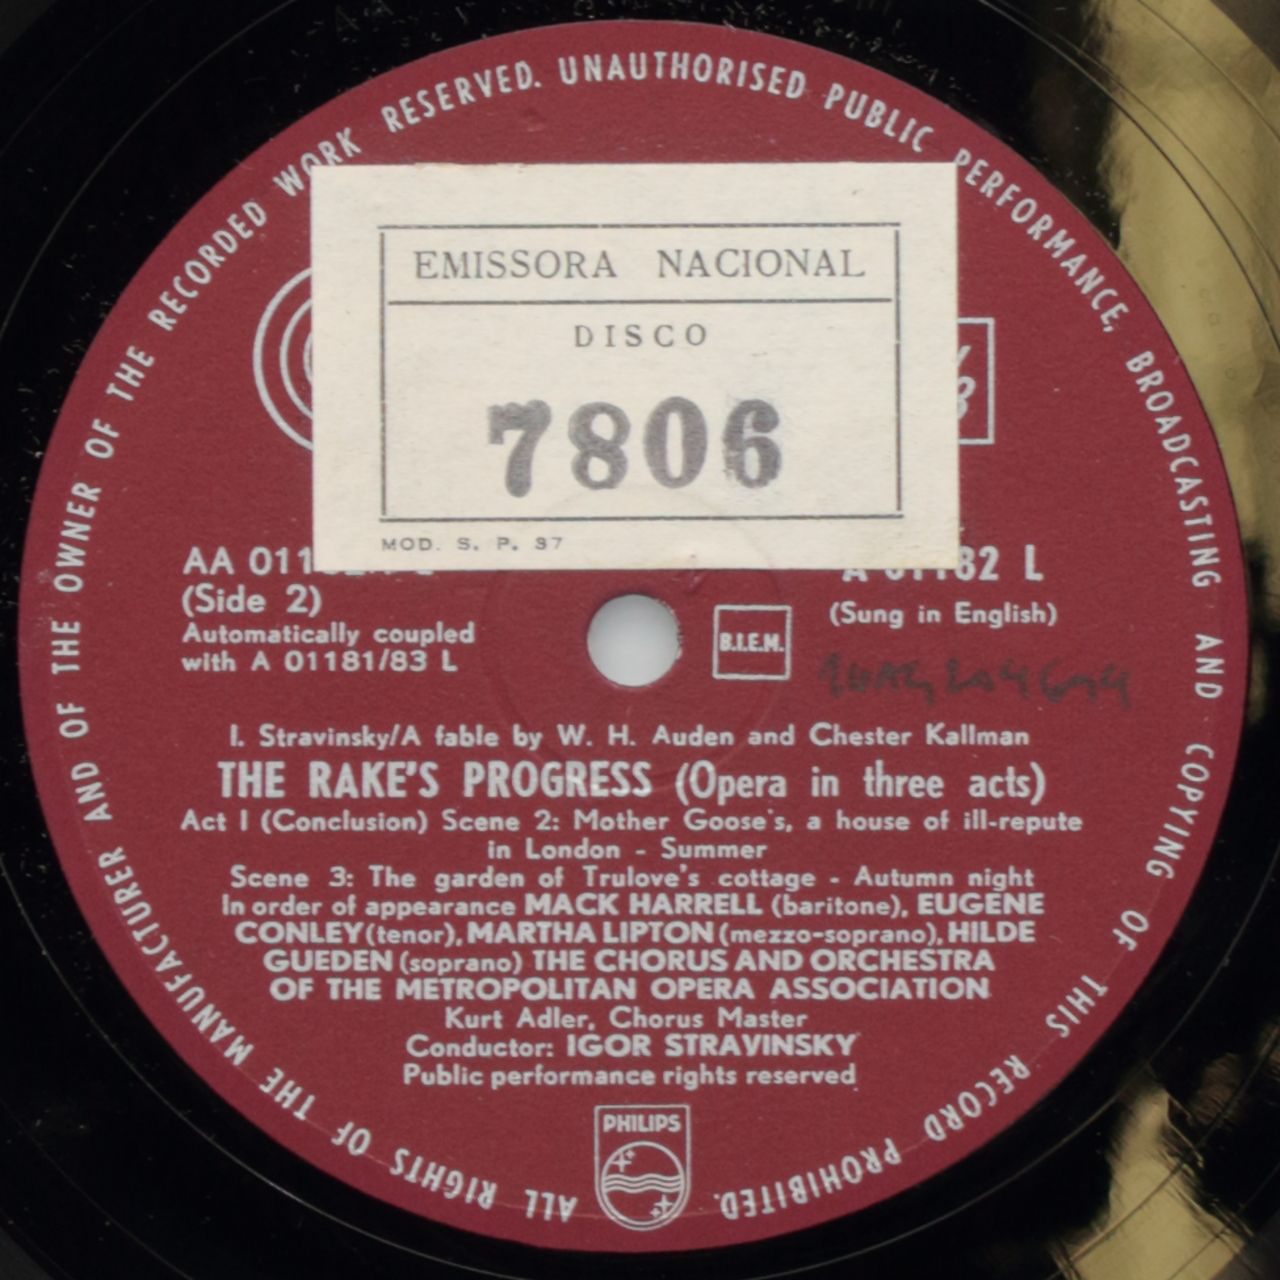 ALL RIGHTS OF THE MANUFACTURER AND OF THE OWNER OF THE RECORDED WORK RESERVED. UNAUTHORISED PUBLIC PERFORMANCE, BROADCASTING AND COPYING OF THIS RECORD PROHIBITED.
EMISSORA NACIONAL
DISCO
7806
MOD. S. P. 37
AA 011
A 01182 L
(Side 2)
(Sung in English)
Automatically coupled
with A 01181/83 L
B.I.E.M.
I. Stravinsky/A fable by W. H. Auden and Chester Kallman
THE RAKE'S PROGRESS (Opera in three acts)
Act I (Conclusion) Scene 2: Mother Goose's, a house of ill-repute
in London - Summer
Scene 3: The garden of Trulove's cottage - Autumn night
In order of appearance MACK HARRELL (baritone), EUGENE
CONLEY (tenor), MARTHA LIPTON (mezzo-soprano), HILDE
GUEDEN (soprano) THE CHORUS AND ORCHESTRA
OF THE METROPOLITAN OPERA ASSOCIATION
Kurt Adler, Chorus Master
Conductor: IGOR STRAVINSKY
Public performance rights reserved
PHILIPS